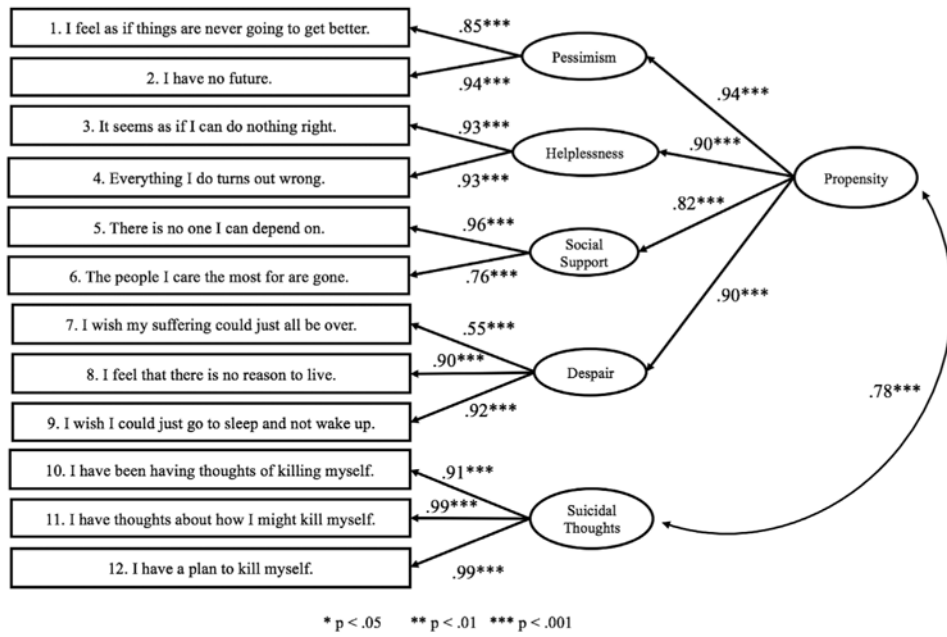 1. I feel as if things are never going to get better.
.85***
Pessimism
2. I have no future.
.94***
.94***
3. It seems as if I can do nothing right.
.93***
Helplessness
.90***
4. Everything I do turns out wrong.
.93***
Propensity
5. There is no one I can depend on.
.96***
.82***
Social
Support
6. The people I care the most for are gone.
.76***
.90***
7. I wish my suffering could just all be over.
.55***
8. I feel that there is no reason to live.
.90***
Despair
.78***
9. I wish I could just go to sleep and not wake up.
.92***
10. I have been having thoughts of killing myself.
.91***
11. I have thoughts about how I might kill myself.
.99***
Suicidal
Thoughts
12. I have a plan to kill myself.
.99***
* p < .05 ** p < .01 *** p < .001